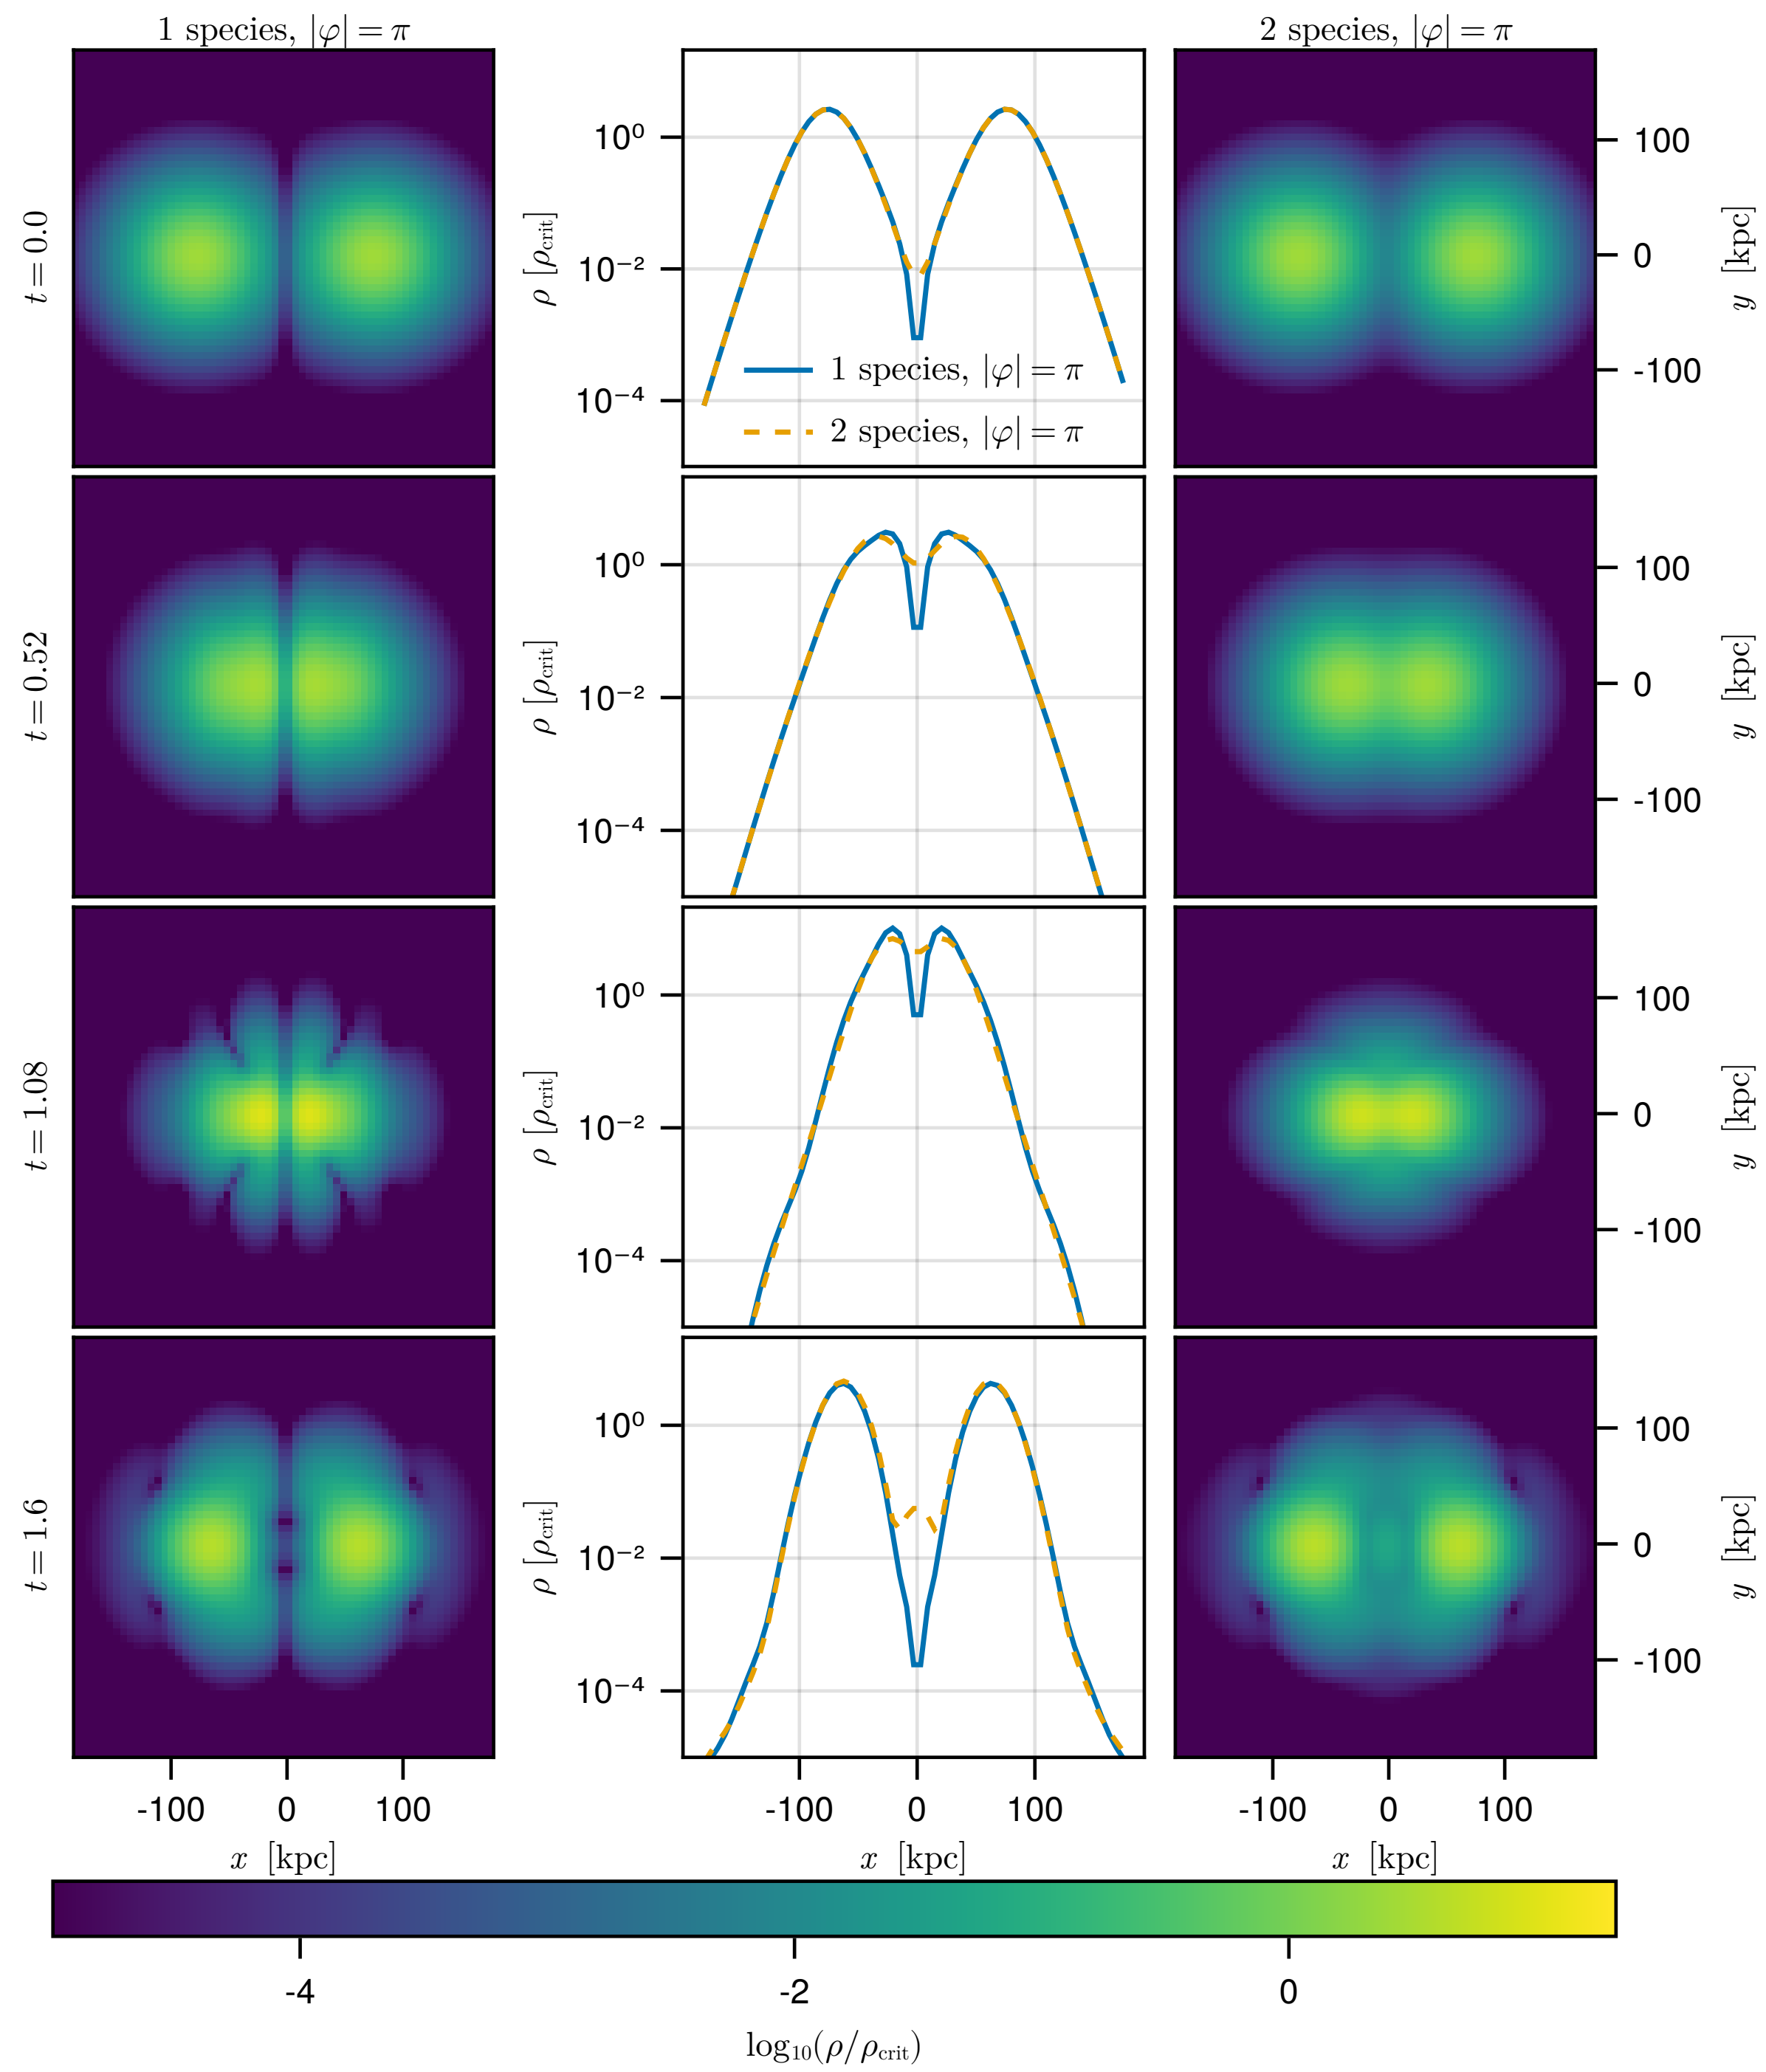 1 species, |φ| = π
2 species, |φ| = π
t = 0.0
ρ [ρcrit]
10⁰
10⁻²
10⁻⁴
1 species, |φ| = π
2 species, |φ| = π
100
0
-100
y [kpc]
t = 0.52
ρ [ρcrit]
10⁰
10⁻²
10⁻⁴
100
0
-100
y [kpc]
t = 1.08
ρ [ρcrit]
10⁰
10⁻²
10⁻⁴
100
0
-100
y [kpc]
t = 1.6
ρ [ρcrit]
10⁰
10⁻²
10⁻⁴
100
0
-100
y [kpc]
-100 0 100
-100 0 100
-100 0 100
x [kpc]
x [kpc]
x [kpc]
-4 -2 0
log₁₀(ρ/ρcrit)